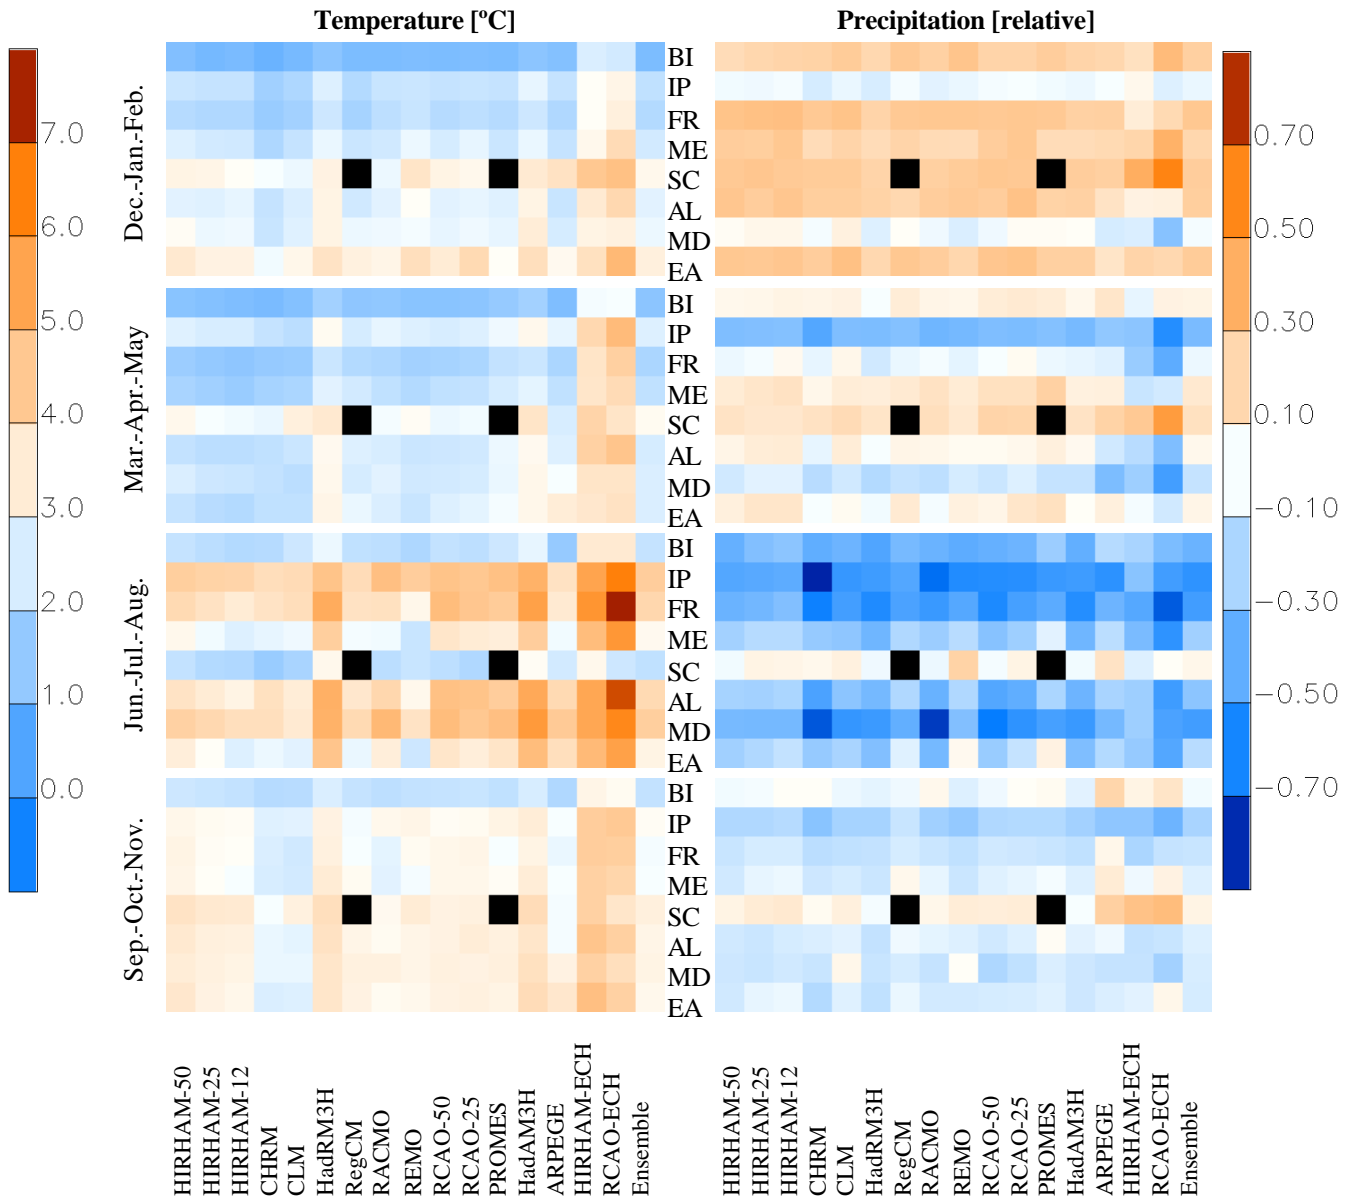 Temperature [ºC]
Precipitation [relative]
7.0
6.0
5.0
4.0
3.0
2.0
1.0
0.0
Dec.-Jan.-Feb.
BI
IP
FR
ME
SC
AL
MD
EA
Mar.-Apr.-May
BI
IP
FR
ME
SC
AL
MD
EA
Jun.-Jul.-Aug.
BI
IP
FR
ME
SC
AL
MD
EA
Sep.-Oct.-Nov.
BI
IP
FR
ME
SC
AL
MD
EA
0.70
0.50
0.30
0.10
−0.10
−0.30
−0.50
−0.70
HIRHAM-50
HIRHAM-25
HIRHAM-12
CHRM
CLM
HadRM3H
RegCM
RACMO
REMO
RCAO-50
RCAO-25
PROMES
HadAM3H
ARPEGE
HIRHAM-ECH
RCAO-ECH
Ensemble
HIRHAM-50
HIRHAM-25
HIRHAM-12
CHRM
CLM
HadRM3H
RegCM
RACMO
REMO
RCAO-50
RCAO-25
PROMES
HadAM3H
ARPEGE
HIRHAM-ECH
RCAO-ECH
Ensemble